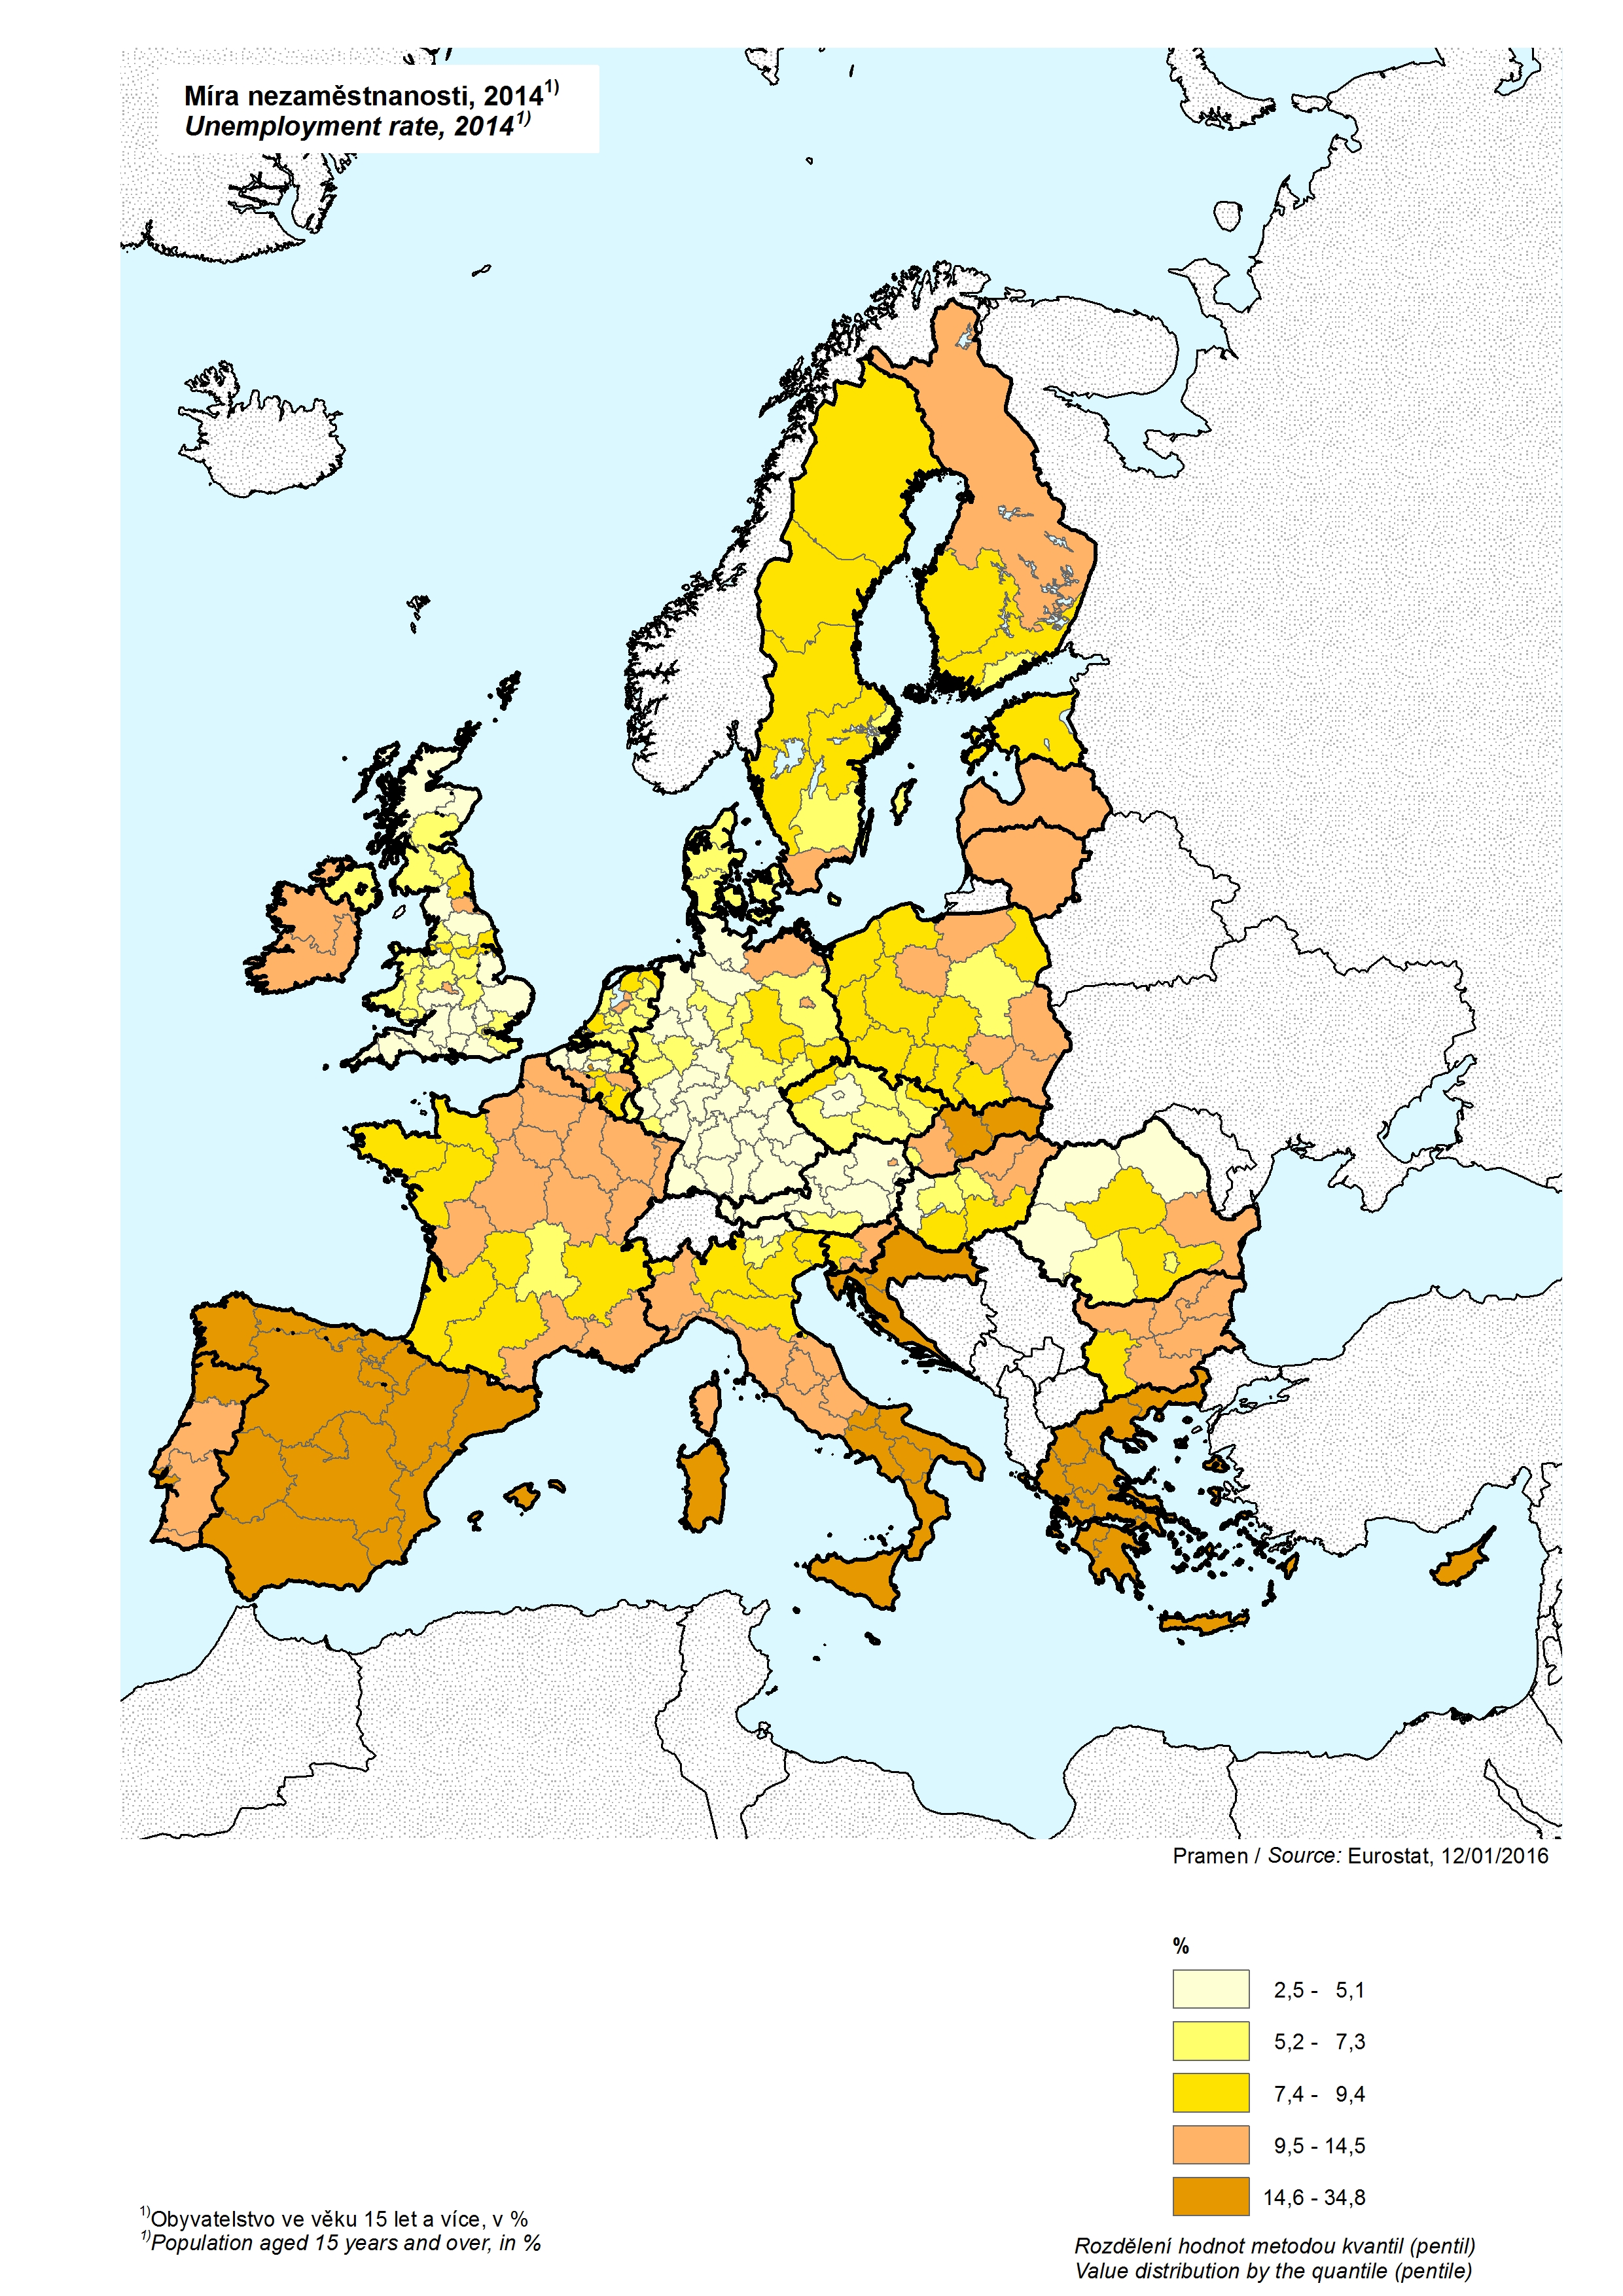 Míra nezaměstnanosti, 2014¹⁾
Unemployment rate, 2014¹⁾
Pramen / Source: Eurostat, 12/01/2016
%
2,5 - 5,1
5,2 - 7,3
7,4 - 9,4
9,5 - 14,5
14,6 - 34,8
¹⁾Obyvatelstvo ve věku 15 let a více, v %
¹⁾Population aged 15 years and over, in %
Rozdělení hodnot metodou kvantil (pentil)
Value distribution by the quantile (pentile)